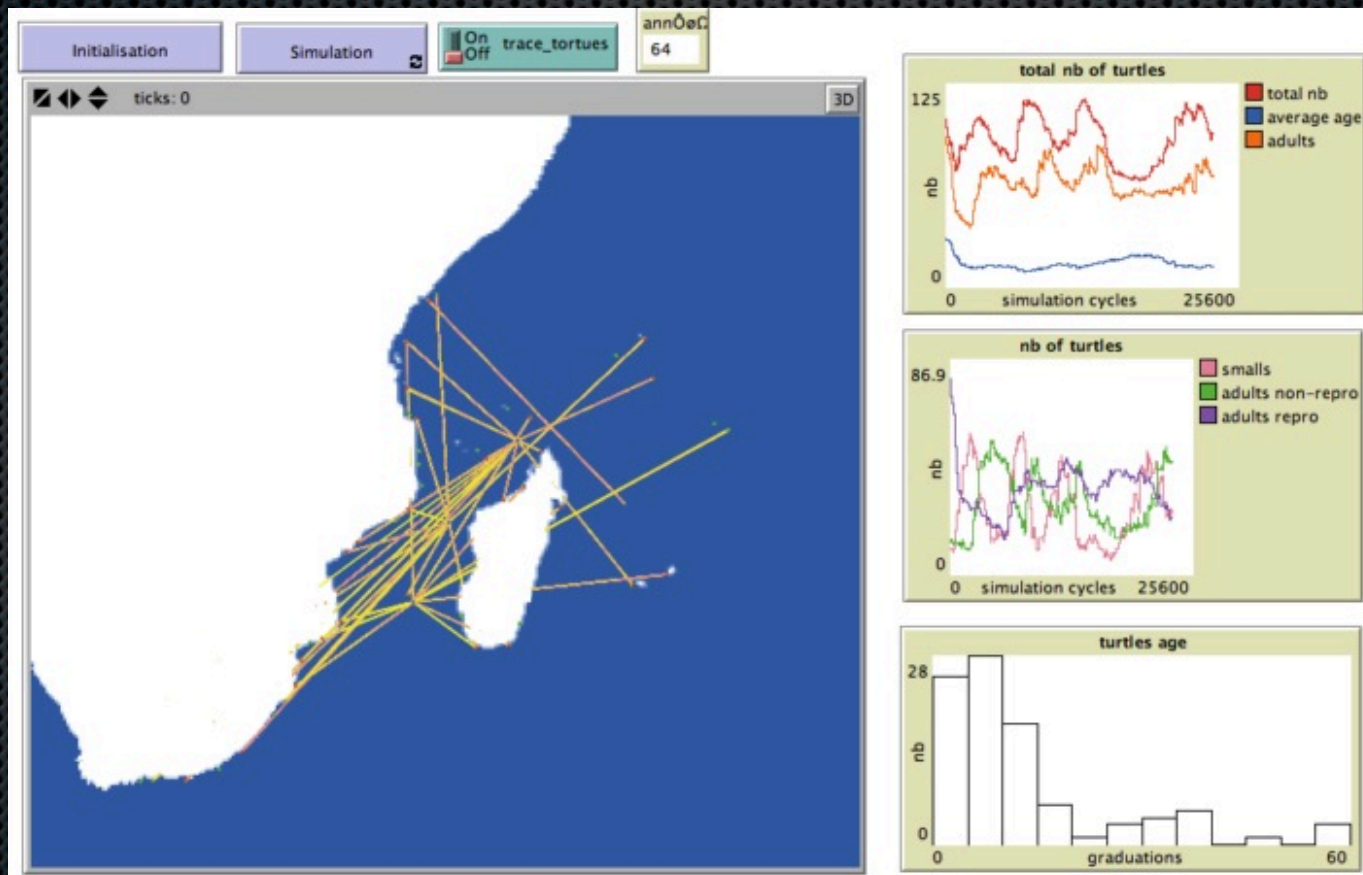 Initialisation
Simulation
On
Off
trace_tortues
annÔøΩ
64
ticks: 0
3D
total nb of turtles
125
nb
0
0
simulation cycles
25600
total nb
average age
adults
nb of turtles
86.9
nb
0
0
simulation cycles
25600
smalls
adults non-repro
adults repro
turtles age
28
nb
0
0
graduations
60